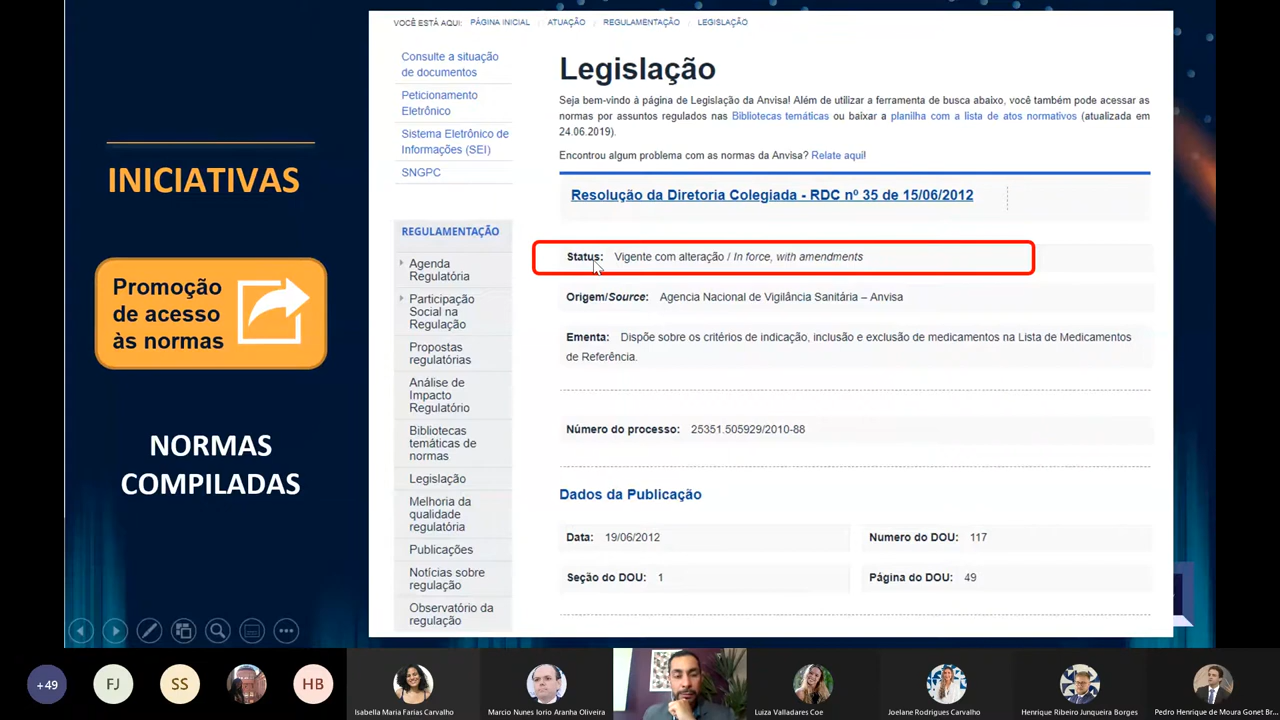 INICIATIVAS
Promoção
de acesso
às normas
NORMAS
COMPILADAS
VOCÊ ESTÁ AQUI: PÁGINA INICIAL ATUAÇÃO REGULAMENTAÇÃO LEGISLAÇÃO
Consulte a situação
de documentos
Peticionamento
Eletrônico
Sistema Eletrônico de
Informações (SEI)
SNGPC
REGULAMENTAÇÃO
Agenda
Regulatória
Participação
Social na
Regulação
Propostas
regulatórias
Análise de
Impacto
Regulatório
Bibliotecas
temáticas de
normas
Legislação
Melhoria da
qualidade
regulatória
Publicações
Notícias sobre
regulação
Observatório da
regulação
Legislação
Seja bem-vindo à página de Legislação da Anvisa! Além de utilizar a ferramenta de busca abaixo, você também pode acessar as
normas por assuntos regulados nas Bibliotecas temáticas ou baixar a planilha com a lista de atos normativos (atualizada em
24.06.2019).
Encontrou algum problema com as normas da Anvisa? Relate aqui!
Resolução da Diretoria Colegiada - RDC nº 35 de 15/06/2012
Status: Vigente com alteração / In force, with amendments
Origem/Source: Agencia Nacional de Vigilância Sanitária – Anvisa
Ementa: Dispõe sobre os critérios de indicação, inclusão e exclusão de medicamentos na Lista de Medicamentos
de Referência.
Número do processo: 25351.505929/2010-88
Dados da Publicação
Data: 19/06/2012 Numero do DOU: 117
Seção do DOU: 1 Página do DOU: 49
+49 FJ SS HB
Isabella Maria Farias Carvalho Marcio Nunes Iorio Aranha Oliveira Luiza Valladares Coe Joelane Rodrigues Carvalho Henrique Ribeiro Junqueira Borges Pedro Henrique de Moura Gonet Br...